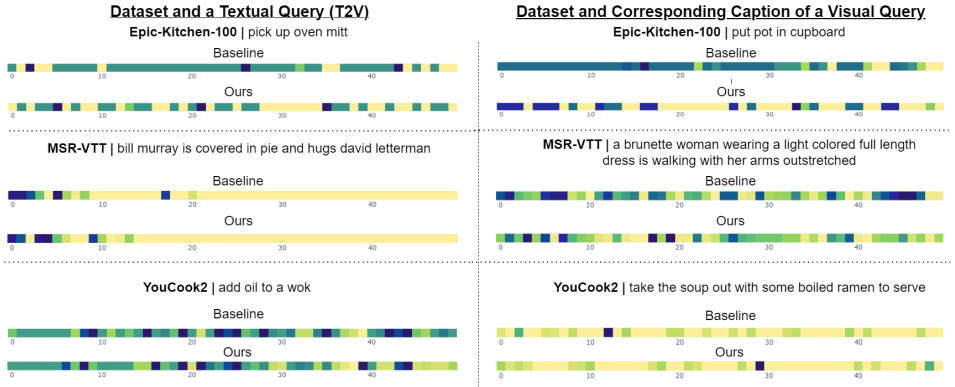 Dataset and a Textual Query (T2V)
Epic-Kitchen-100 | pick up oven mitt
Baseline
0 10 20 30 40
Ours
0 10 20 30 40
MSR-VTT | bill murray is covered in pie and hugs david letterman
Baseline
0 10 20 30 40
Ours
0 10 20 30 40
YouCook2 | add oil to a wok
Baseline
0 10 20 30 40
Ours
0 10 20 30 40
Dataset and Corresponding Caption of a Visual Query
Epic-Kitchen-100 | put pot in cupboard
Baseline
0 10 20 30 40
Ours
0 10 20 30 40
MSR-VTT | a brunette woman wearing a light colored full length
dress is walking with her arms outstretched
Baseline
0 10 20 30 40
Ours
0 10 20 30 40
YouCook2 | take the soup out with some boiled ramen to serve
Baseline
0 10 20 30 40
Ours
0 10 20 30 40